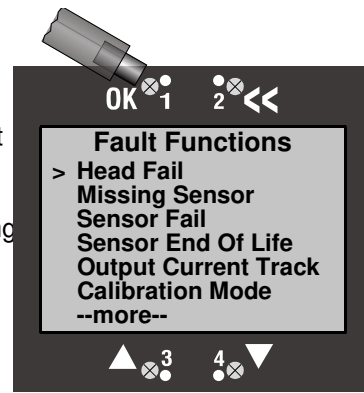 OK 1 2 <<
t
Fault Functions
> Head Fail
Missing Sensor
ng
Sensor Fail
Sensor End Of Life
Output Current Track
Calibration Mode
--more--
3 4